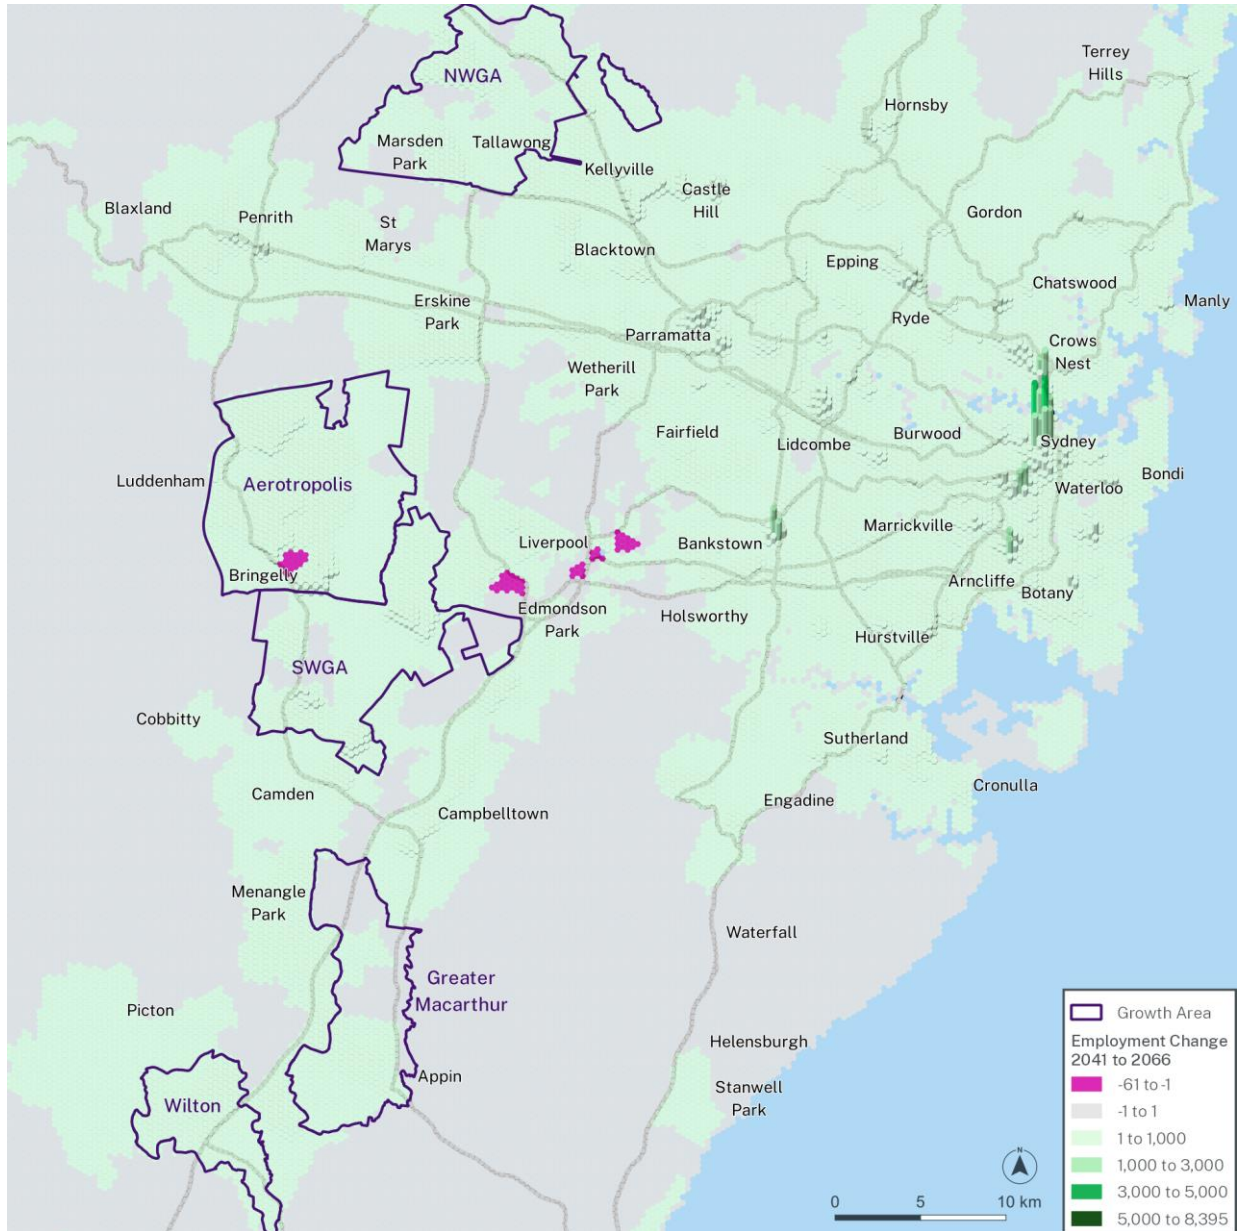 Terrey
Hills
NWGA
Hornsby
Marsden
Park
Tallawong
Kellyville
Castle
Hill
Blaxland
Penrith
St
Marys
Gordon
Blacktown
Epping
Chatswood
Erskine
Park
Manly
Ryde
Parramatta
Crows
Nest
Wetherill
Park
Fairfield
Lidcombe
Burwood
Sydney
Luddenham
Aerotropolis
Bondi
Waterloo
Marrickville
Liverpool
Bankstown
Bringelly
Arncliffe
Edmondson
Park
Botany
Holsworthy
Hurstville
SWGA
Cobbitty
Sutherland
Cronulla
Camden
Engadine
Campbelltown
Menangle
Park
Waterfall
Greater
Macarthur
Picton
Helensburgh
Appin
Stanwell
Park
Wilton
Growth Area
Employment Change
2041 to 2066
-61 to -1
-1 to 1
1 to 1,000
1,000 to 3,000
3,000 to 5,000
5,000 to 8,395
N
0 5 10 km